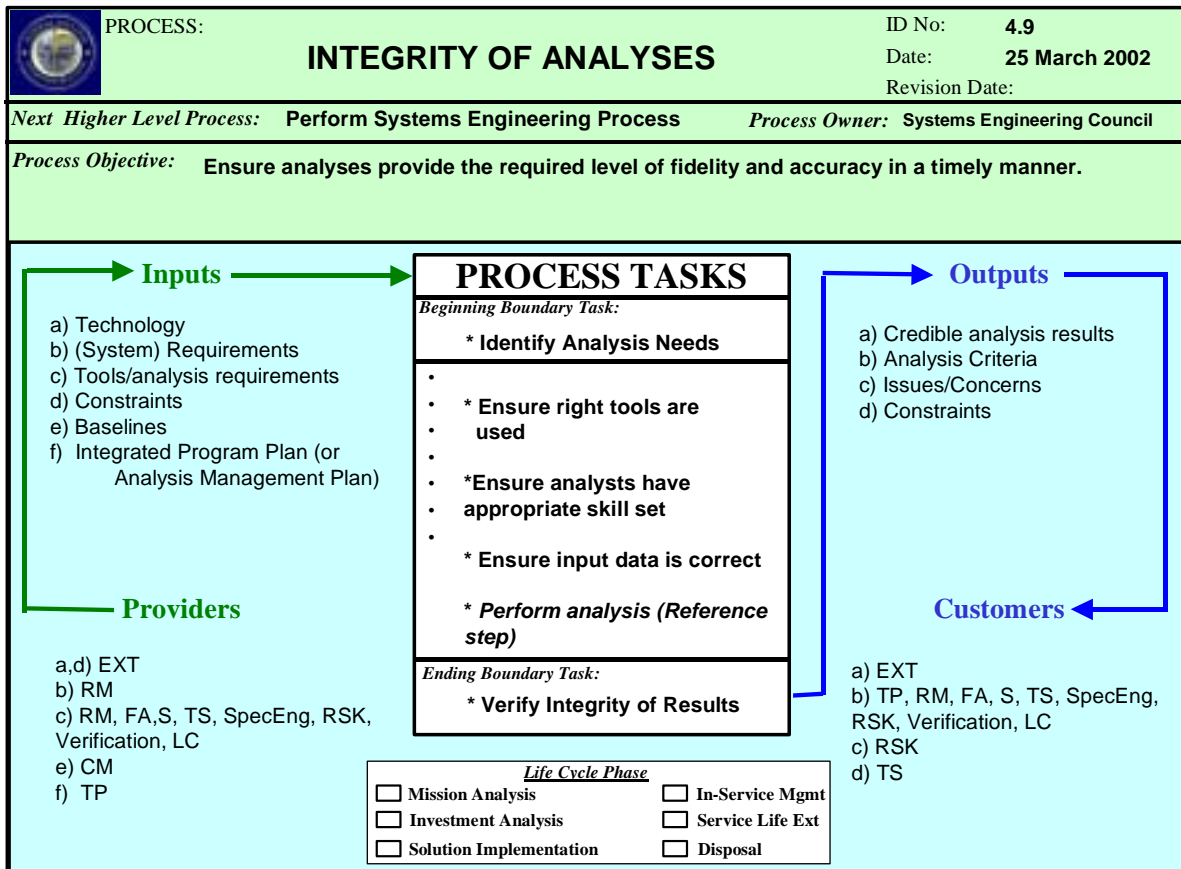 PROCESS:
INTEGRITY OF ANALYSES
ID No: 4.9
Date: 25 March 2002
Revision Date:
Next Higher Level Process: Perform Systems Engineering Process
Process Owner: Systems Engineering Council
Process Objective: Ensure analyses provide the required level of fidelity and accuracy in a timely manner.
Inputs
a) Technology
b) (System) Requirements
c) Tools/analysis requirements
d) Constraints
e) Baselines
f) Integrated Program Plan (or
Analysis Management Plan)
Providers
a,d) EXT
b) RM
c) RM, FA,S, TS, SpecEng, RSK,
Verification, LC
e) CM
f) TP
PROCESS TASKS
Beginning Boundary Task:
* Identify Analysis Needs
* Ensure right tools are
used
*Ensure analysts have
appropriate skill set
* Ensure input data is correct
* Perform analysis (Reference
step)
Ending Boundary Task:
* Verify Integrity of Results
Outputs
a) Credible analysis results
b) Analysis Criteria
c) Issues/Concerns
d) Constraints
Customers
a) EXT
b) TP, RM, FA, S, TS, SpecEng,
RSK, Verification, LC
c) RSK
d) TS
Life Cycle Phase
Mission Analysis
Investment Analysis
Solution Implementation
In-Service Mgmt
Service Life Ext
Disposal